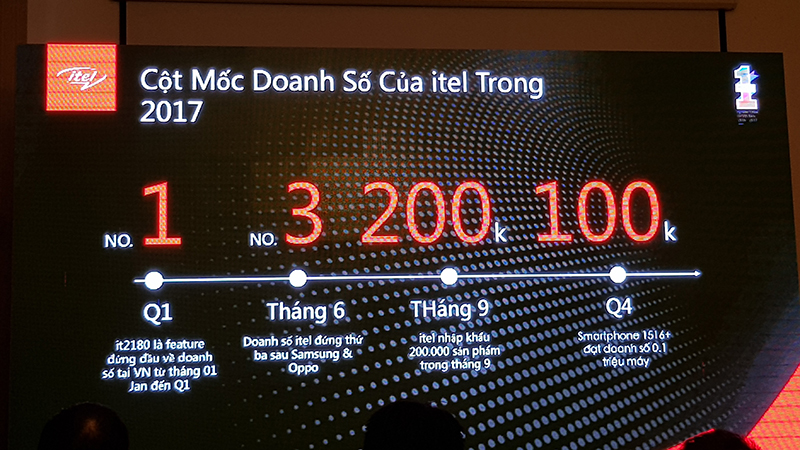 itel
Cột Mốc Doanh Số Của itel Trong
2017
NO. 1
NO. 3
200k
100k
Q1
Tháng 6
THáng 9
Q4
it2180 là feature
đứng đầu về doanh
số tại VN từ tháng 01
Jan đến Q1
Doanh số itel đứng thứ
ba sau Samsung &
Oppo
itel nhập khẩu
200.000 sản phẩm
trong tháng 9
Smartphone 1516+
đạt doanh số 0.1
triệu máy